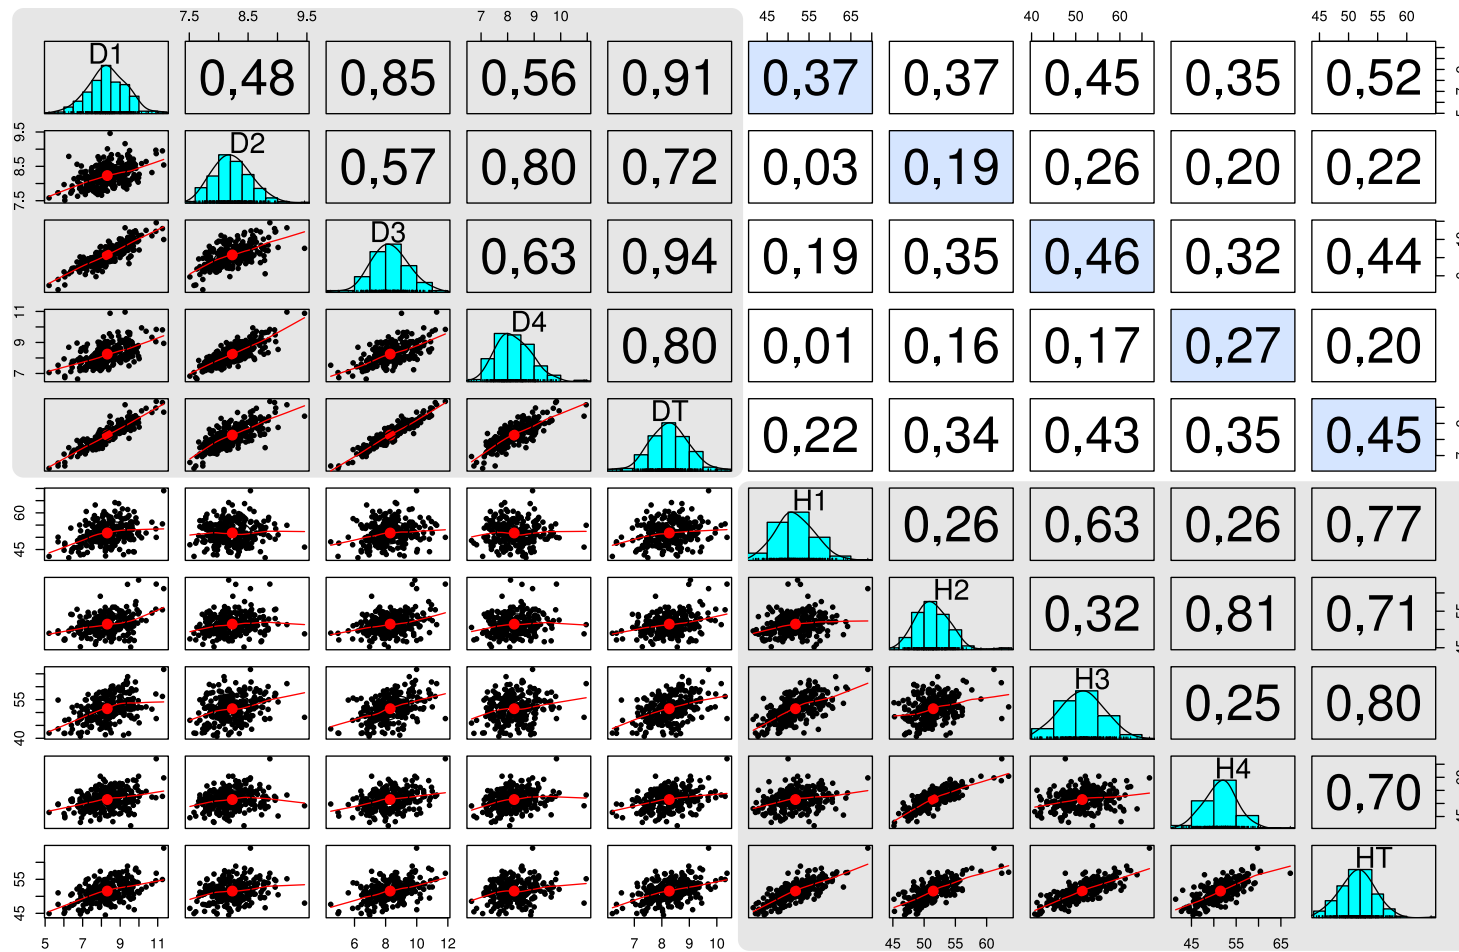 7.5 8.5 9.5 7 8 9 10 45 55 65 40 50 60 45 50 55 60
D1 0,48 0,85 0,56 0,91 0,37 0,37 0,45 0,35 0,52
D2 0,57 0,80 0,72 0,03 0,19 0,26 0,20 0,22
7.5 8.5 9.5
D3 0,63 0,94 0,19 0,35 0,46 0,32 0,44
D4 0,80 0,01 0,16 0,17 0,27 0,20
7 9 11
DT 0,22 0,34 0,43 0,35 0,45
H1 0,26 0,63 0,26 0,77
45 60
H2 0,32 0,81 0,71
H3 0,25 0,80
40 55
H4 0,70
HT
45 55
5 7 9 11 6 8 10 12 7 8 9 10 45 50 55 60 45 55 65